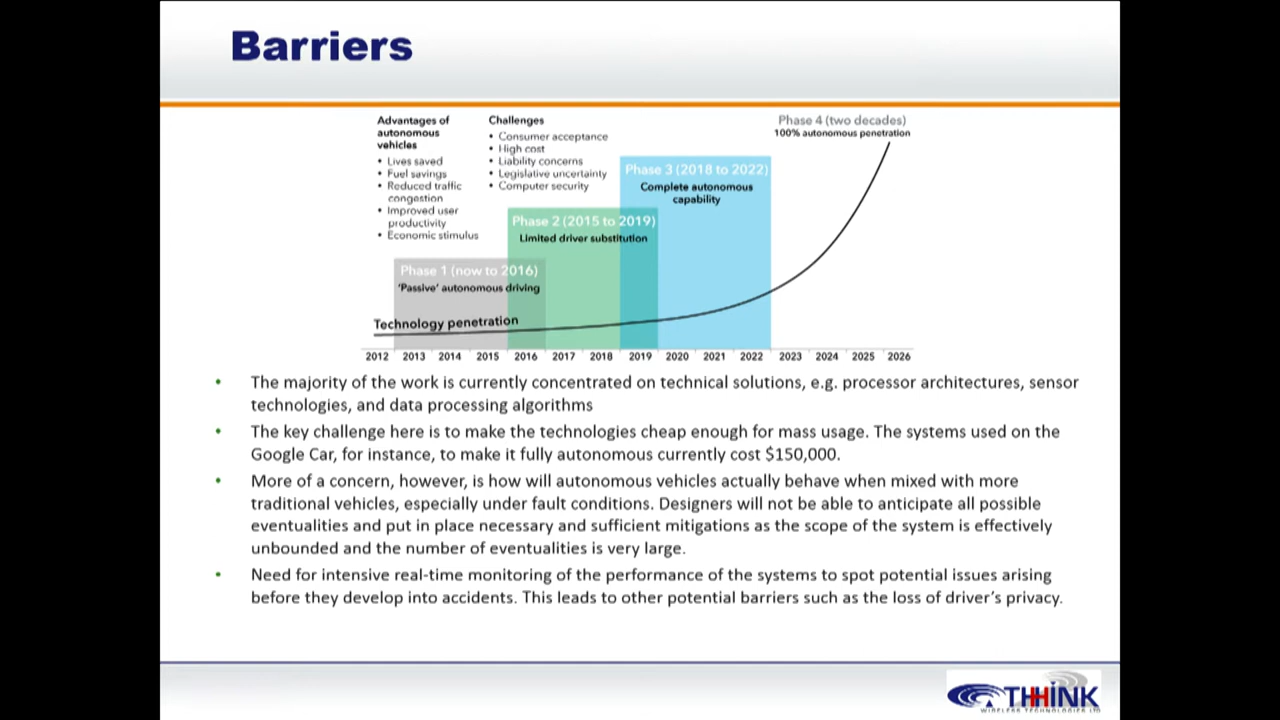 Barriers
Advantages of
autonomous
vehicles
• Lives saved
• Fuel savings
• Reduced traffic
congestion
• Improved user
productivity
• Economic stimulus
Challenges
• Consumer acceptance
• High cost
• Liability concerns
• Legislative uncertainty
• Computer security
Phase 4 (two decades)
100% autonomous penetration
Phase 3 (2018 to 2022)
Complete autonomous
capability
Phase 2 (2015 to 2019)
Limited driver substitution
Phase 1 (now to 2016)
'Passive' autonomous driving
Technology penetration
2012 2013 2014 2015 2016 2017 2018 2019 2020 2021 2022 2023 2024 2025 2026
• The majority of the work is currently concentrated on technical solutions, e.g. processor architectures, sensor
technologies, and data processing algorithms
• The key challenge here is to make the technologies cheap enough for mass usage. The systems used on the
Google Car, for instance, to make it fully autonomous currently cost $150,000.
• More of a concern, however, is how will autonomous vehicles actually behave when mixed with more
traditional vehicles, especially under fault conditions. Designers will not be able to anticipate all possible
eventualities and put in place necessary and sufficient mitigations as the scope of the system is effectively
unbounded and the number of eventualities is very large.
• Need for intensive real-time monitoring of the performance of the systems to spot potential issues arising
before they develop into accidents. This leads to other potential barriers such as the loss of driver's privacy.
THHINK
WIRELESS TECHNOLOGIES LTD